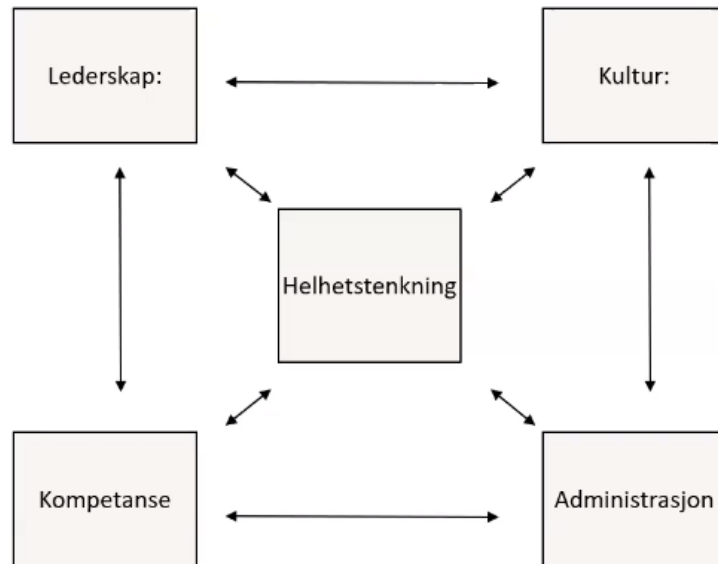 Lederskap:
Kultur:
Helhetstenkning
Kompetanse
Administrasjon